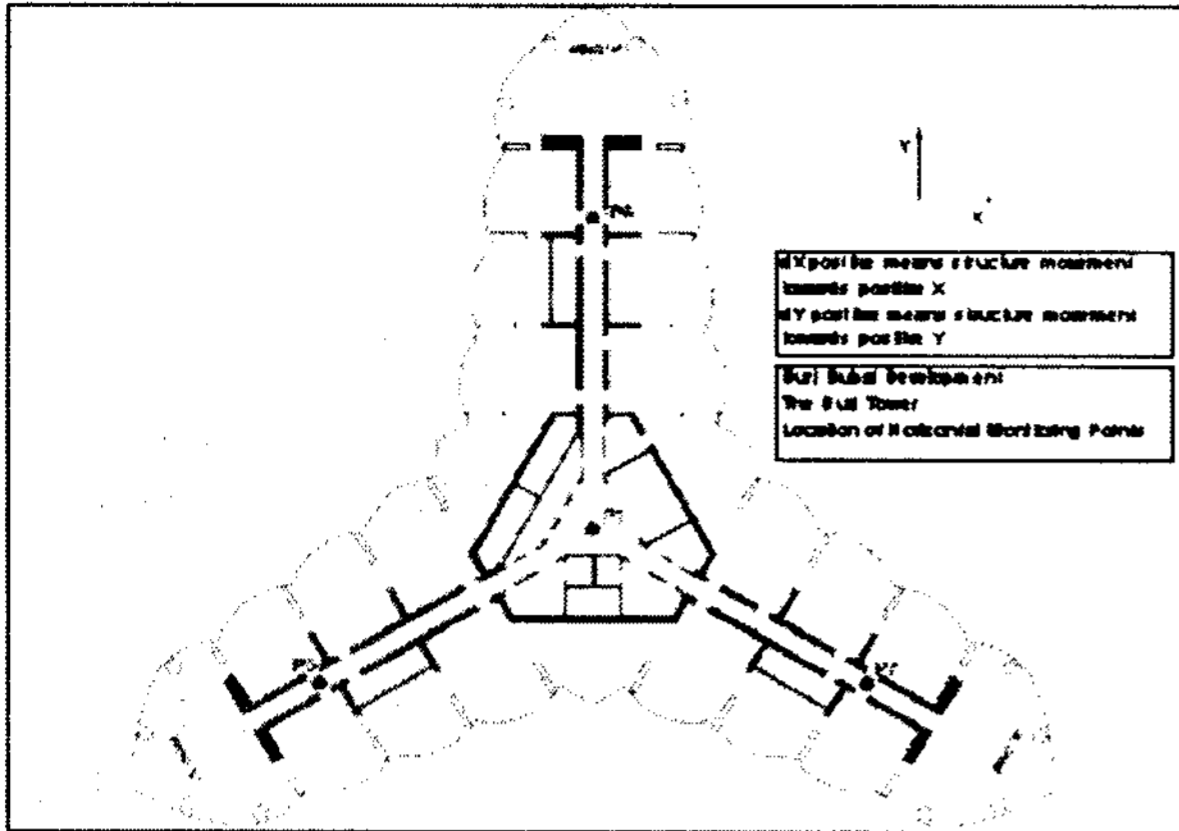 Y
X
dX positive means structure movement
towards positive X
dY positive means structure movement
towards positive Y
Burj Dubai Development
The Burj Tower
Location of Horizontal Monitoring Points